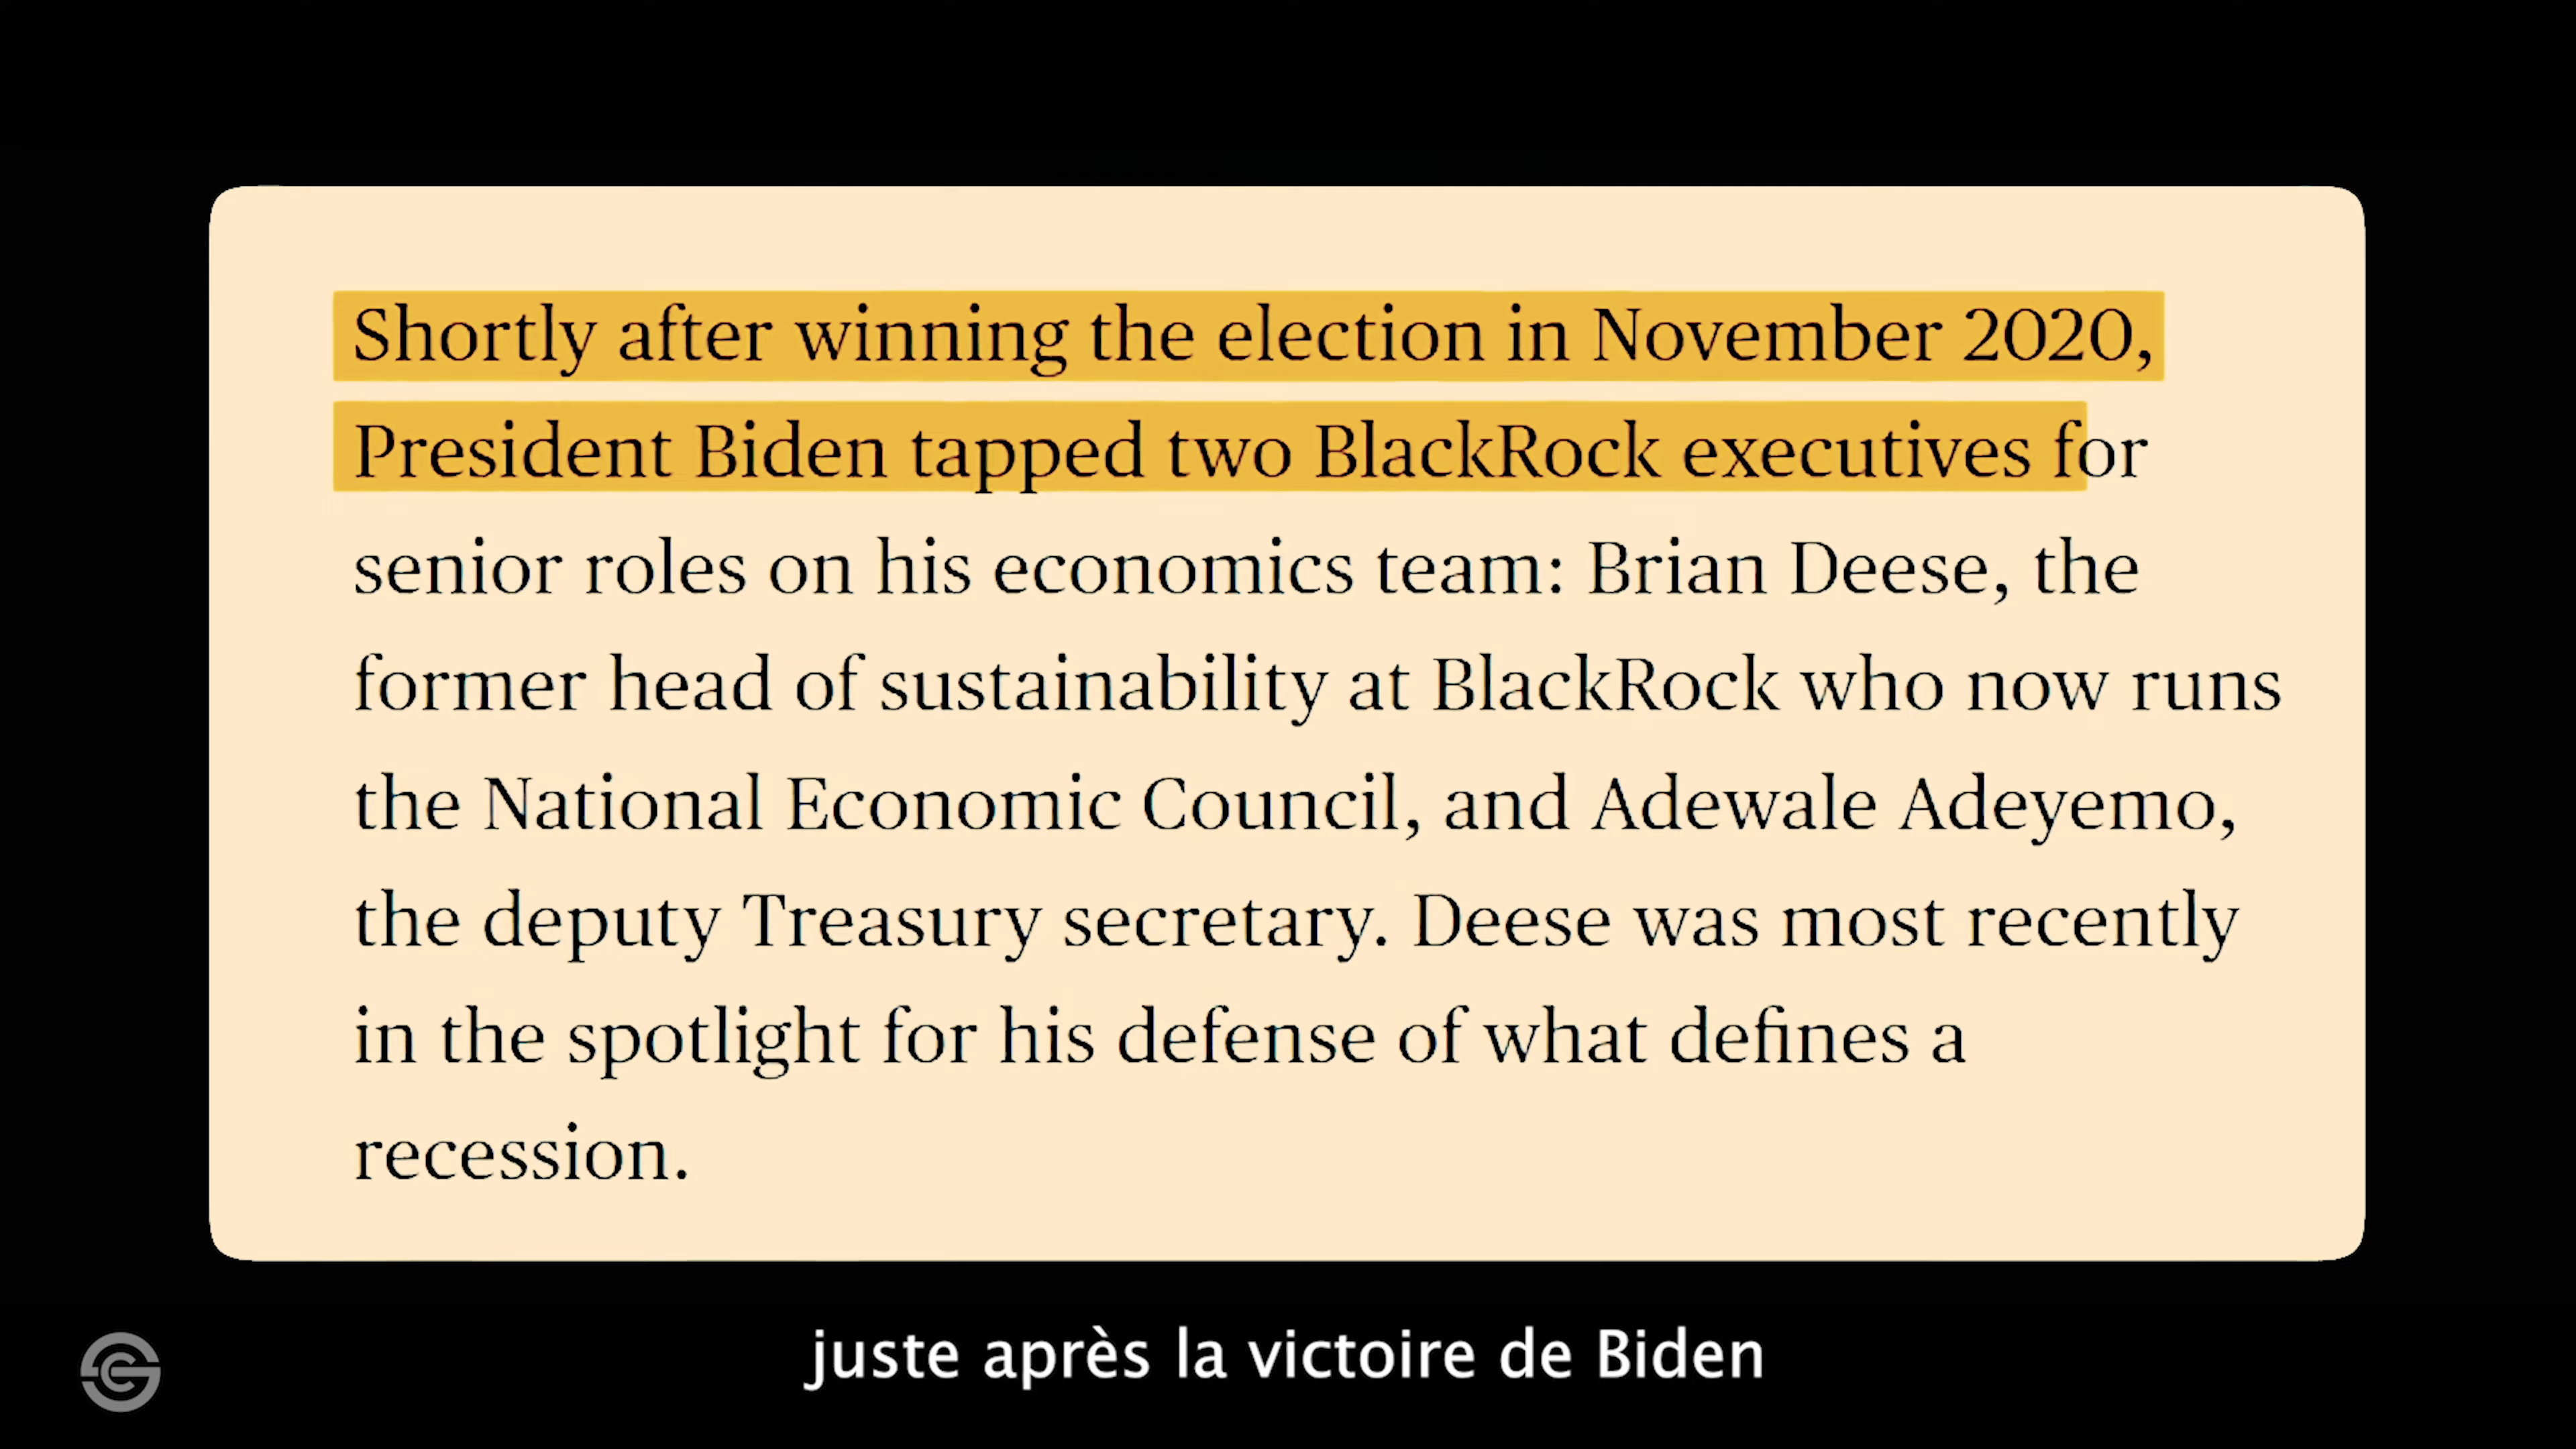 Shortly after winning the election in November 2020,
President Biden tapped two BlackRock executives for
senior roles on his economics team: Brian Deese, the
former head of sustainability at BlackRock who now runs
the National Economic Council, and Adewale Adeyemo,
the deputy Treasury secretary. Deese was most recently
in the spotlight for his defense of what defines a
recession.
juste après la victoire de Biden